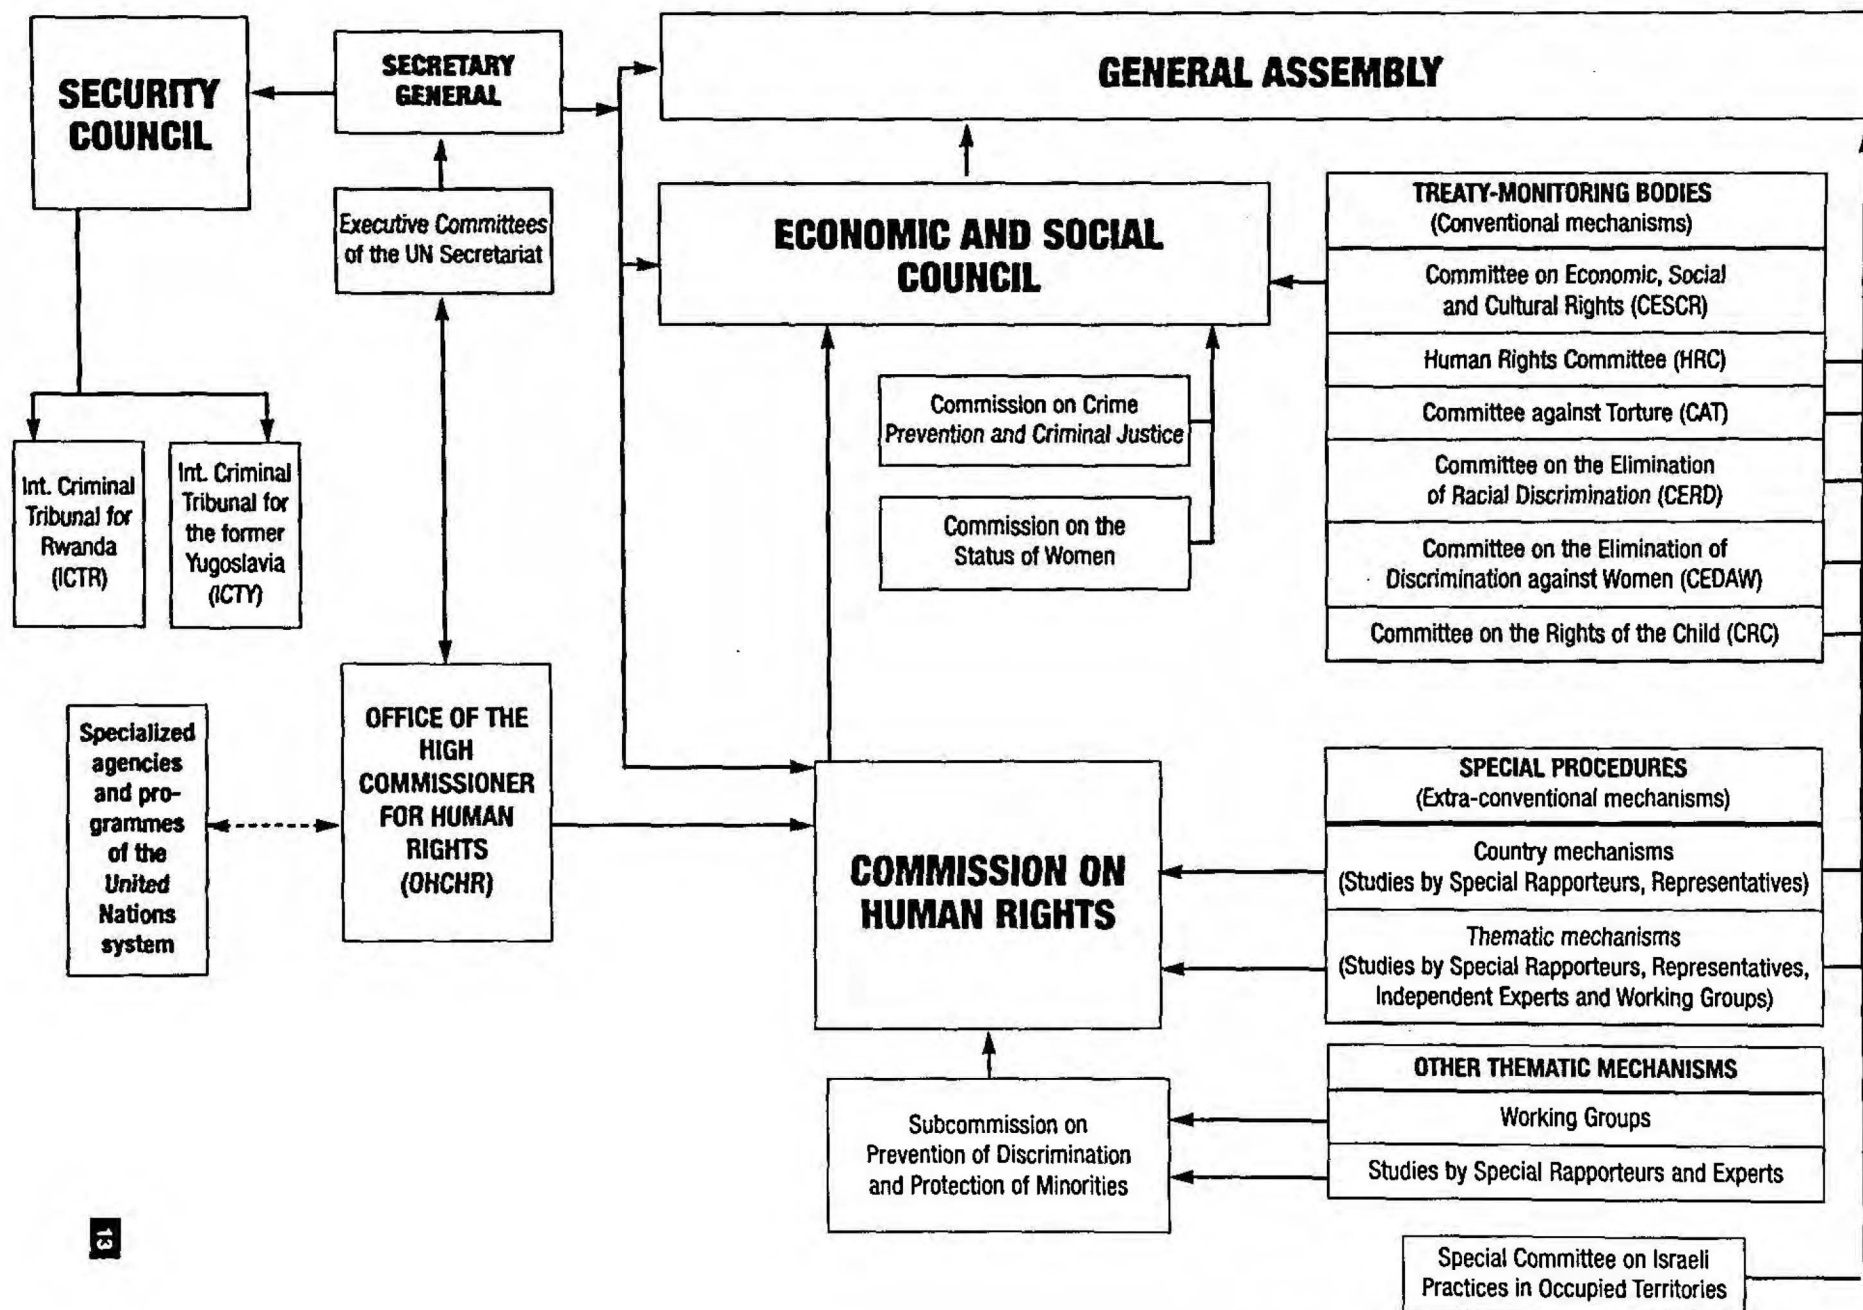 SECURITY
COUNCIL
SECRETARY
GENERAL
GENERAL ASSEMBLY
Executive Committees
of the UN Secretariat
ECONOMIC AND SOCIAL
COUNCIL
TREATY-MONITORING BODIES
(Conventional mechanisms)
Committee on Economic, Social
and Cultural Rights (CESCR)
Human Rights Committee (HRC)
Committee against Torture (CAT)
Committee on the Elimination
of Racial Discrimination (CERD)
Committee on the Elimination of
Discrimination against Women (CEDAW)
Committee on the Rights of the Child (CRC)
Commission on Crime
Prevention and Criminal Justice
Commission on the
Status of Women
Int. Criminal
Tribunal for
Rwanda
(ICTR)
Int. Criminal
Tribunal for
the former
Yugoslavia
(ICTY)
Specialized
agencies
and pro-
grammes
of the
United
Nations
system
OFFICE OF THE
HIGH
COMMISSIONER
FOR HUMAN
RIGHTS
(OHCHR)
COMMISSION ON
HUMAN RIGHTS
SPECIAL PROCEDURES
(Extra-conventional mechanisms)
Country mechanisms
(Studies by Special Rapporteurs, Representatives)
Thematic mechanisms
(Studies by Special Rapporteurs, Representatives,
Independent Experts and Working Groups)
Subcommission on
Prevention of Discrimination
and Protection of Minorities
OTHER THEMATIC MECHANISMS
Working Groups
Studies by Special Rapporteurs and Experts
Special Committee on Israeli
Practices in Occupied Territories
13